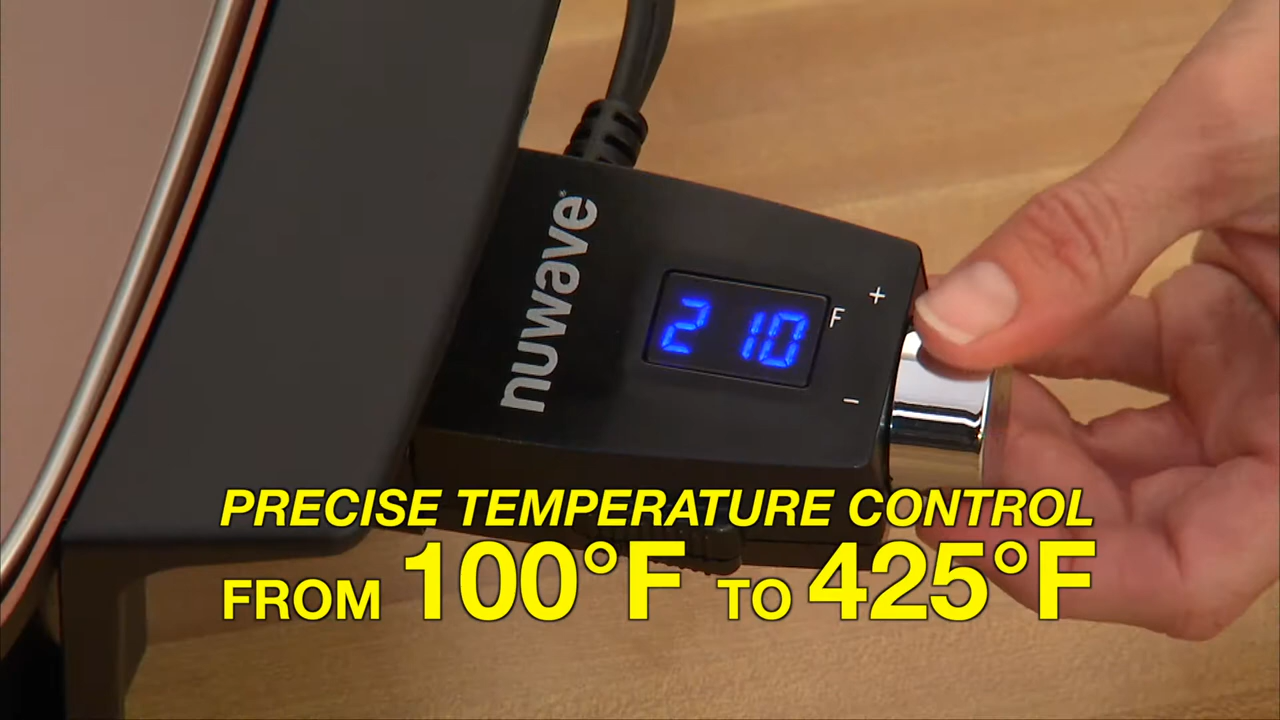 nuwave®
210 F
+
−
PRECISE TEMPERATURE CONTROL
FROM 100°F TO 425°F